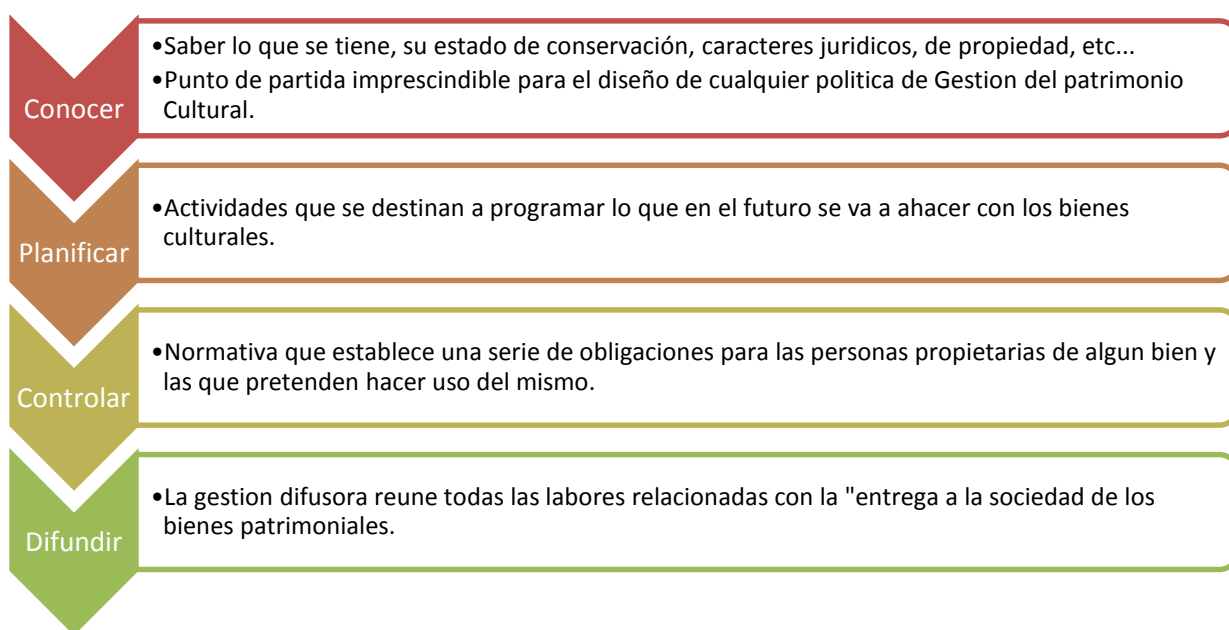 Conocer
•Saber lo que se tiene, su estado de conservación, caracteres juridicos, de propiedad, etc...
•Punto de partida imprescindible para el diseño de cualquier politica de Gestion del patrimonio
Cultural.
Planificar
•Actividades que se destinan a programar lo que en el futuro se va a ahacer con los bienes
culturales.
Controlar
•Normativa que establece una serie de obligaciones para las personas propietarias de algun bien y
las que pretenden hacer uso del mismo.
Difundir
•La gestion difusora reune todas las labores relacionadas con la "entrega a la sociedad de los
bienes patrimoniales.